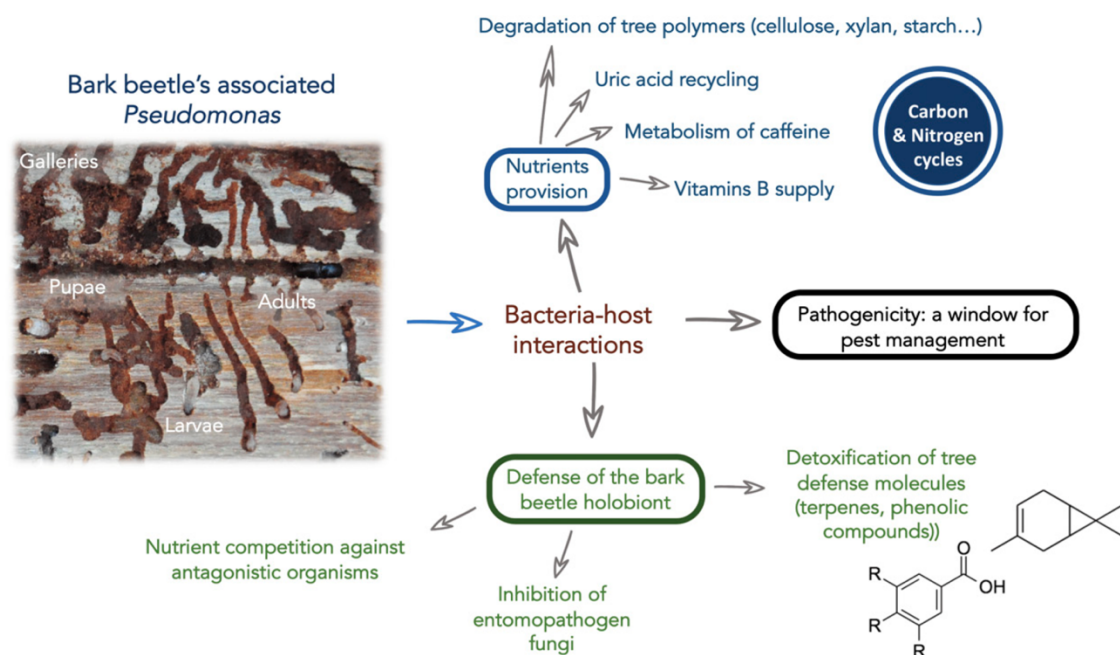 Degradation of tree polymers (cellulose, xylan, starch…)
Bark beetle's associated
Pseudomonas
Uric acid recycling
Metabolism of caffeine
Carbon
& Nitrogen
cycles
Nutrients
provision
Vitamins B supply
Galleries
Pupae
Adults
Larvae
Bacteria-host
interactions
Pathogenicity: a window for
pest management
Defense of the bark
beetle holobiont
Detoxification of tree
defense molecules
(terpenes, phenolic
compounds))
Nutrient competition against
antagonistic organisms
Inhibition of
entomopathogen
fungi
O
R
OH
R
R